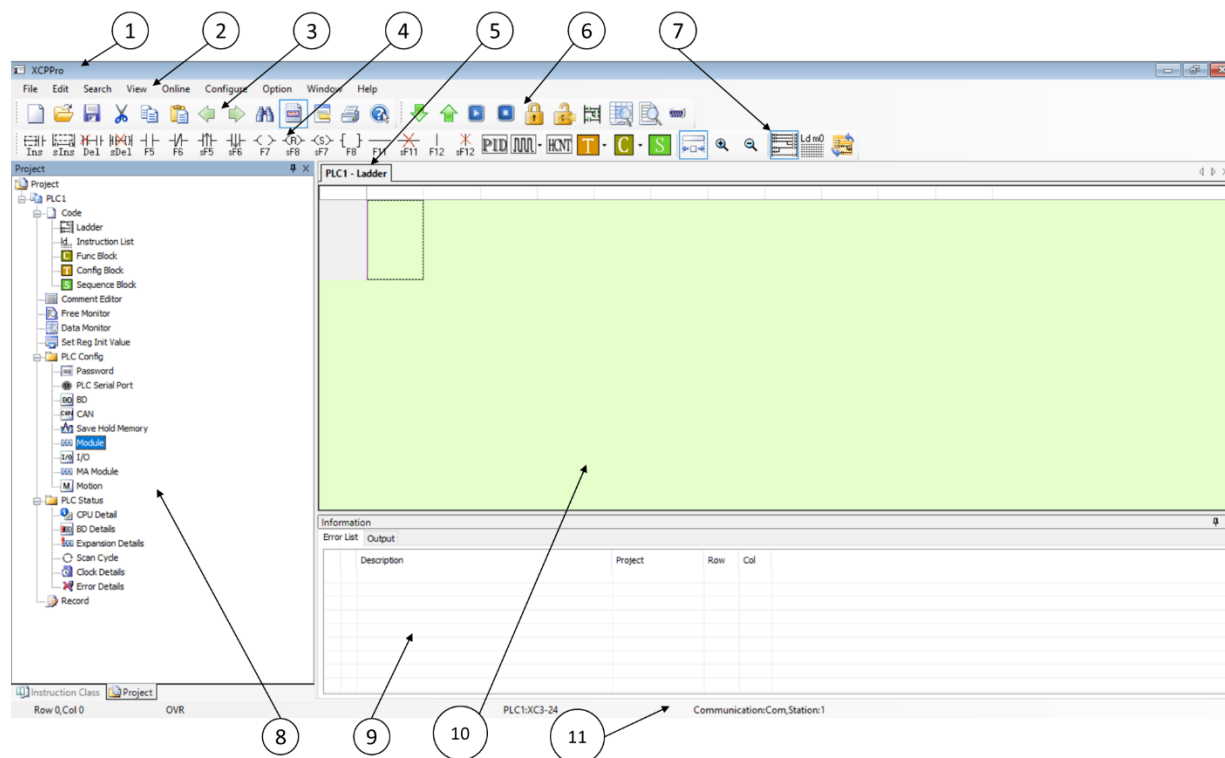 1 2 3 4 5 6 7
XCPPro
File Edit Search View Online Configure Option Window Help
Ins sIns Del sDel F5 F6 sF5 sF6 F7 sF8 sF7 F8 F11 sF11 F12 sF12 PID HCNT T C S Ld m0
Project
PLC1 - Ladder
Project
PLC1
Code
Ladder
Instruction List
Func Block
Config Block
Sequence Block
Comment Editor
Free Monitor
Data Monitor
Set Reg Init Value
PLC Config
Password
PLC Serial Port
BD
CAN
Save Hold Memory
Module
I/O
MA Module
Motion
PLC Status
CPU Detail
BD Details
Expansion Details
Scan Cycle
Clock Details
Error Details
Record
Information
Error List Output
Description Project Row Col
Instruction Class Project
Row 0,Col 0 OVR PLC1:XC3-24 Communication:Com,Station:1
8 9 10 11